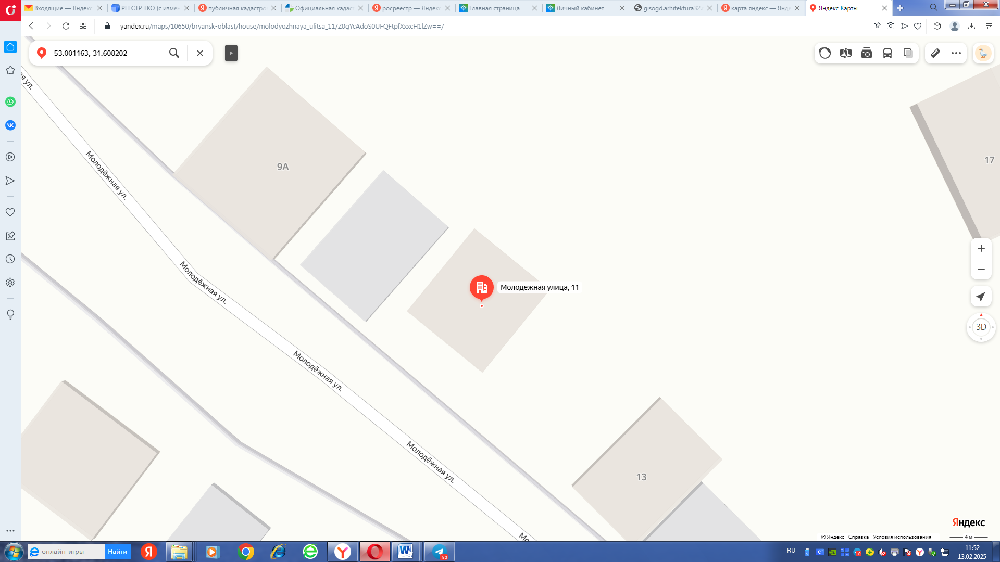 Входящие — Яндекс
РЕЕСТР ТКО (с измен
публичная кадастро
Официальная кадаст
росреестр — Яндекс
Главная страница
Личный кабинет
gisogd.arhitektura32.
карта яндекс — Янде
Яндекс Карты
yandex.ru/maps/10650/bryansk-oblast/house/molodyozhnaya_ulitsa_11/Z0gYcAdoS0UFQFtpfXxxcH1lZw==/
53.001163, 31.608202
я ул.
9А
17
Молодёжная ул.
Молодёжная ул.
Молодёжная улица, 11
3D
Молодёжная ул.
Молодёжная ул.
13
Мо
Яндекс
© Яндекс Справка Условия использования
4 м
онлайн-игры
Найти
90
RU
11:52
13.02.2025